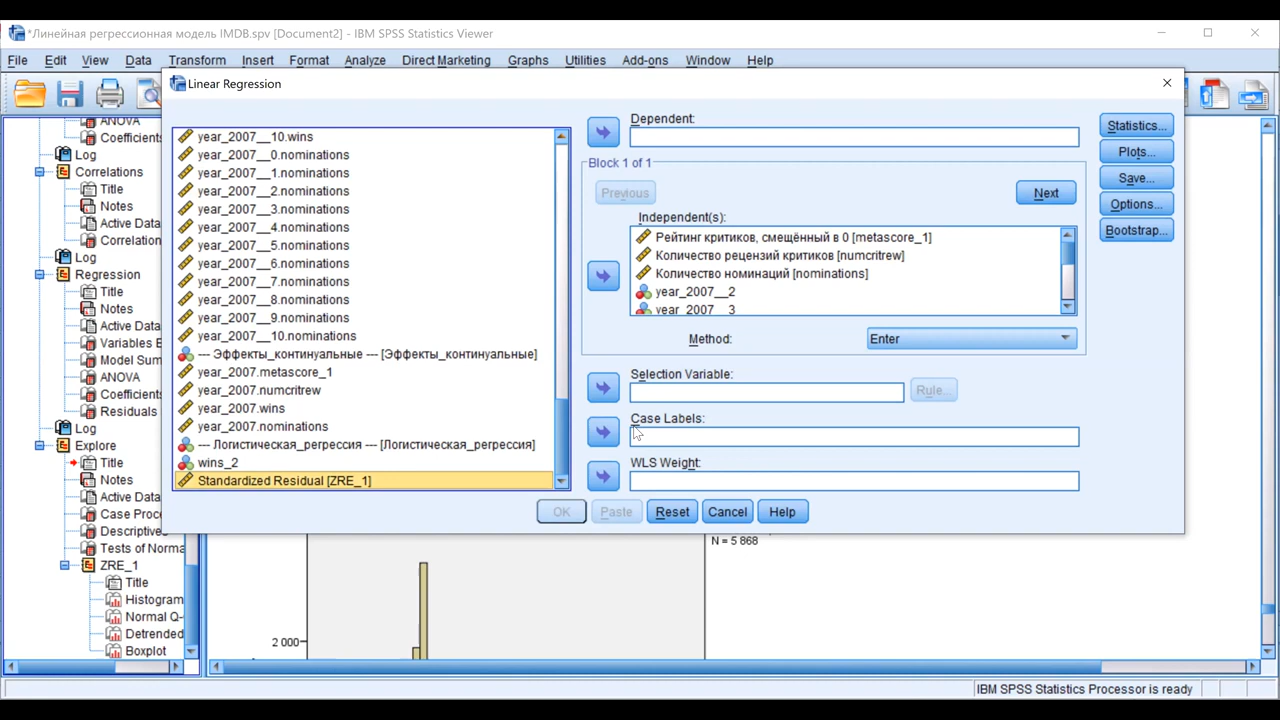 *Линейная регрессионная модель IMDB.spv [Document2] - IBM SPSS Statistics Viewer
File Edit View Data Transform Insert Format Analyze Direct Marketing Graphs Utilities Add-ons Window Help
Linear Regression
ANOVA
Coefficients
Log
Correlations
Title
Notes
Active Data
Correlation
Log
Regression
Title
Notes
Active Data
Variables E
Model Sum
ANOVA
Coefficients
Residuals
Log
Explore
Title
Notes
Active Data
Case Proce
Descriptives
Tests of Norma
ZRE_1
Title
Histogram
Normal Q-
Detrended
Boxplot
year_2007__10.wins
year_2007__0.nominations
year_2007__1.nominations
year_2007__2.nominations
year_2007__3.nominations
year_2007__4.nominations
year_2007__5.nominations
year_2007__6.nominations
year_2007__7.nominations
year_2007__8.nominations
year_2007__9.nominations
year_2007__10.nominations
--- Эффекты_континуальные --- [Эффекты_континуальные]
year_2007.metascore_1
year_2007.numcritrew
year_2007.wins
year_2007.nominations
--- Логистическая_регрессия --- [Логистическая_регрессия]
wins_2
Standardized Residual [ZRE_1]
Dependent:
Block 1 of 1
Previous
Next
Independent(s):
Рейтинг критиков, смещённый в 0 [metascore_1]
Количество рецензий критиков [numcritrew]
Количество номинаций [nominations]
year_2007__2
year_2007__3
Method:
Enter
Selection Variable:
Rule...
Case Labels:
WLS Weight:
OK Paste Reset Cancel Help
Statistics...
Plots...
Save...
Options...
Bootstrap...
N = 5 868
2 000
IBM SPSS Statistics Processor is ready